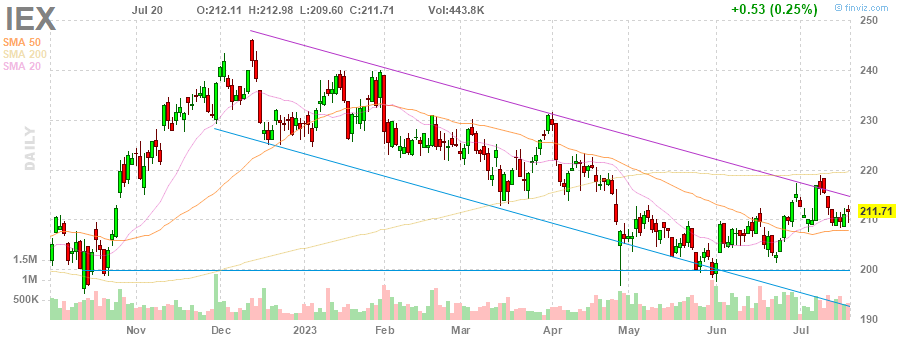 IEX Jul 20 O:212.11 H:212.98 L:209.60 C:211.71 Vol:443.8K +0.53 (0.25%) © finviz.com
SMA 50
SMA 200
SMA 20
DAILY
250
240
230
220
211.71
210
200
190
1.5M
1M
500K
Nov Dec 2023 Feb Mar Apr May Jun Jul